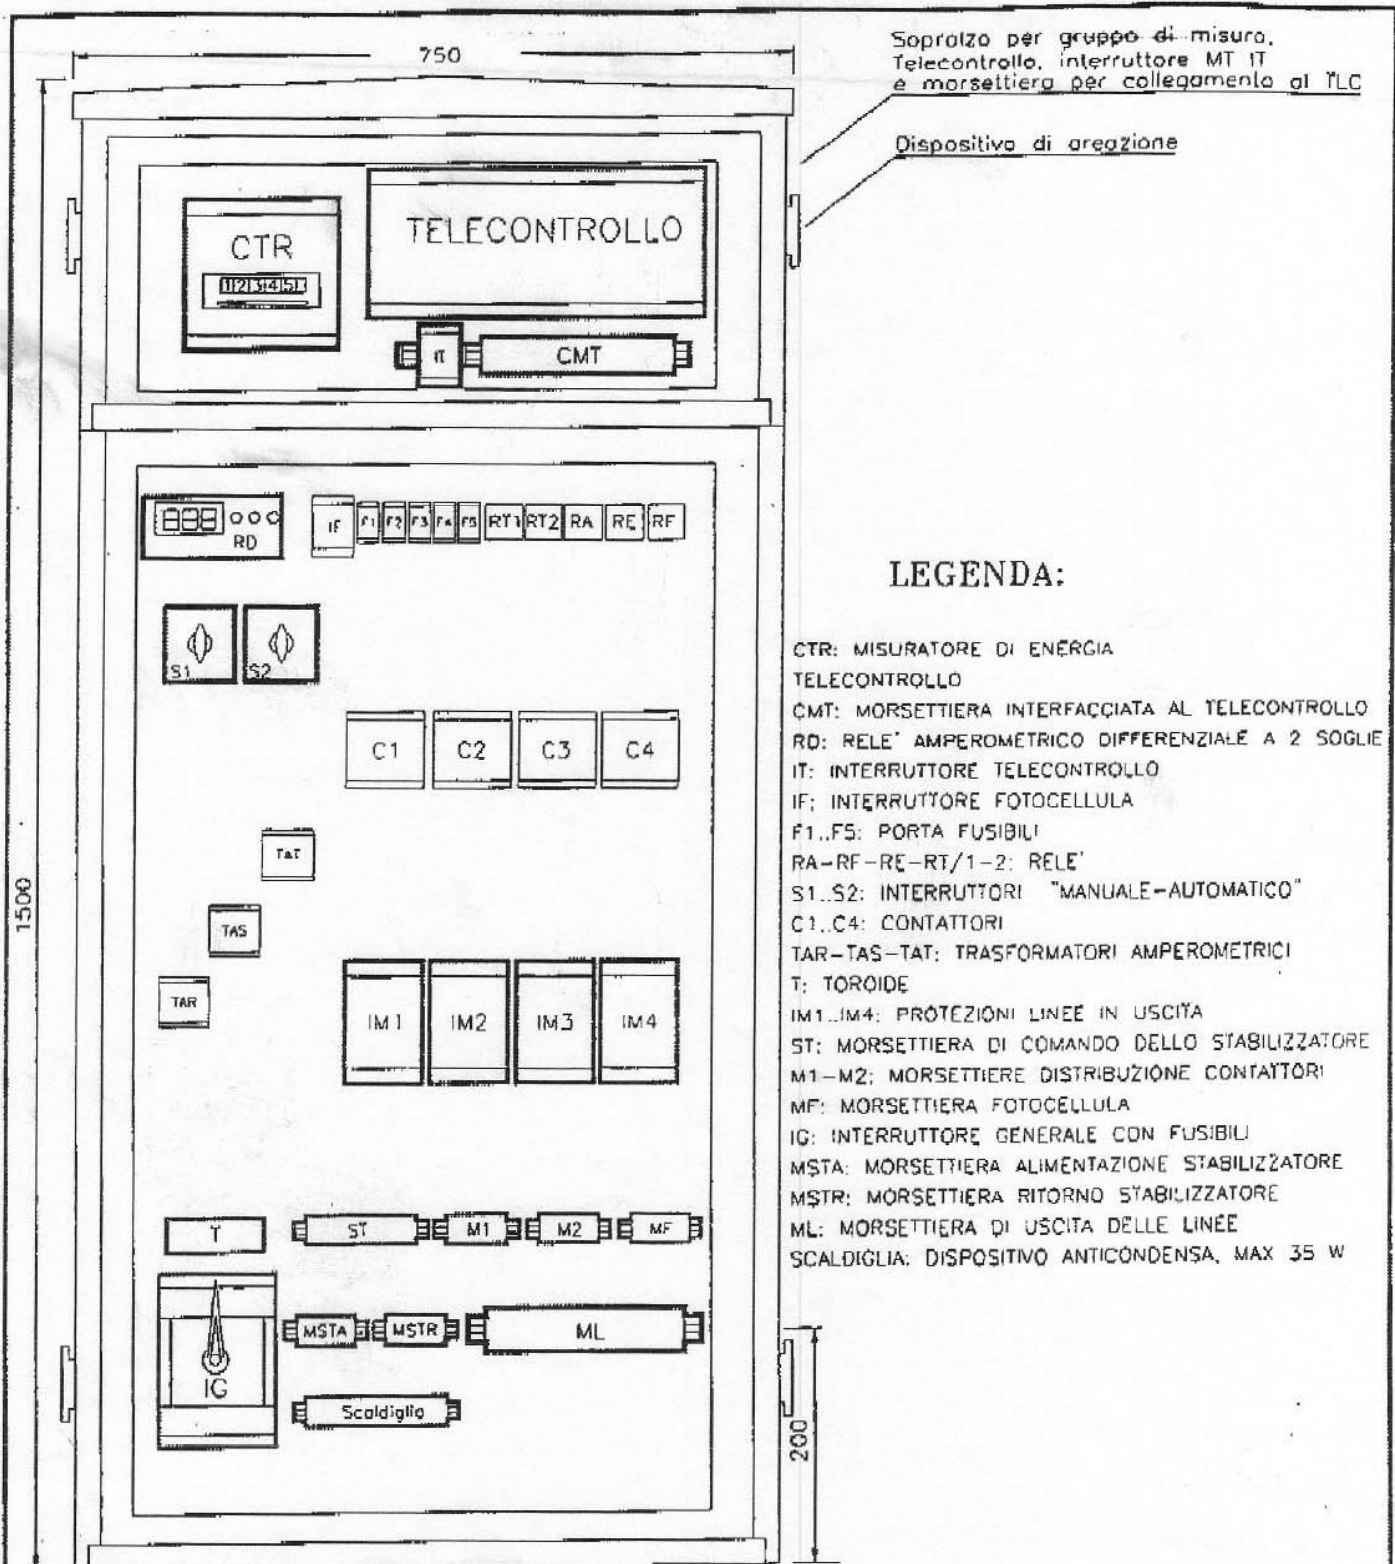 750
Sopralzo per gruppo di misura,
Telecontrollo, interruttore MT IT
e morsettiera per collegamento al TLC
Dispositivo di areazione
CTR
12345
TELECONTROLLO
IT
CMT
888
RD
IF
F1 F2 F3 F4 F5 RT1 RT2 RA RE RF
S1
S2
C1 C2 C3 C4
TAT
TAS
TAR
1500
IM1 IM2 IM3 IM4
T
ST
M1
M2
MF
MSTA
MSTR
ML
IG
Scaldiglia
200
LEGENDA:
CTR: MISURATORE DI ENERGIA
TELECONTROLLO
CMT: MORSETTIERA INTERFACCIATA AL TELECONTROLLO
RD: RELE' AMPEROMETRICO DIFFERENZIALE A 2 SOGLIE
IT: INTERRUTTORE TELECONTROLLO
IF: INTERRUTTORE FOTOCELLULA
F1..F5: PORTA FUSIBILI
RA-RF-RE-RT/1-2: RELE'
S1..S2: INTERRUTTORI "MANUALE-AUTOMATICO"
C1..C4: CONTATTORI
TAR-TAS-TAT: TRASFORMATORI AMPEROMETRICI
T: TOROIDE
IM1..IM4: PROTEZIONI LINEE IN USCITA
ST: MORSETTIERA DI COMANDO DELLO STABILIZZATORE
M1-M2: MORSETTIERE DISTRIBUZIONE CONTATTORI
MF: MORSETTIERA FOTOCELLULA
IG: INTERRUTTORE GENERALE CON FUSIBILI
MSTA: MORSETTIERA ALIMENTAZIONE STABILIZZATORE
MSTR: MORSETTIERA RITORNO STABILIZZATORE
ML: MORSETTIERA DI USCITA DELLE LINEE
SCALDIGLIA: DISPOSITIVO ANTICONDENSA, MAX 35 W